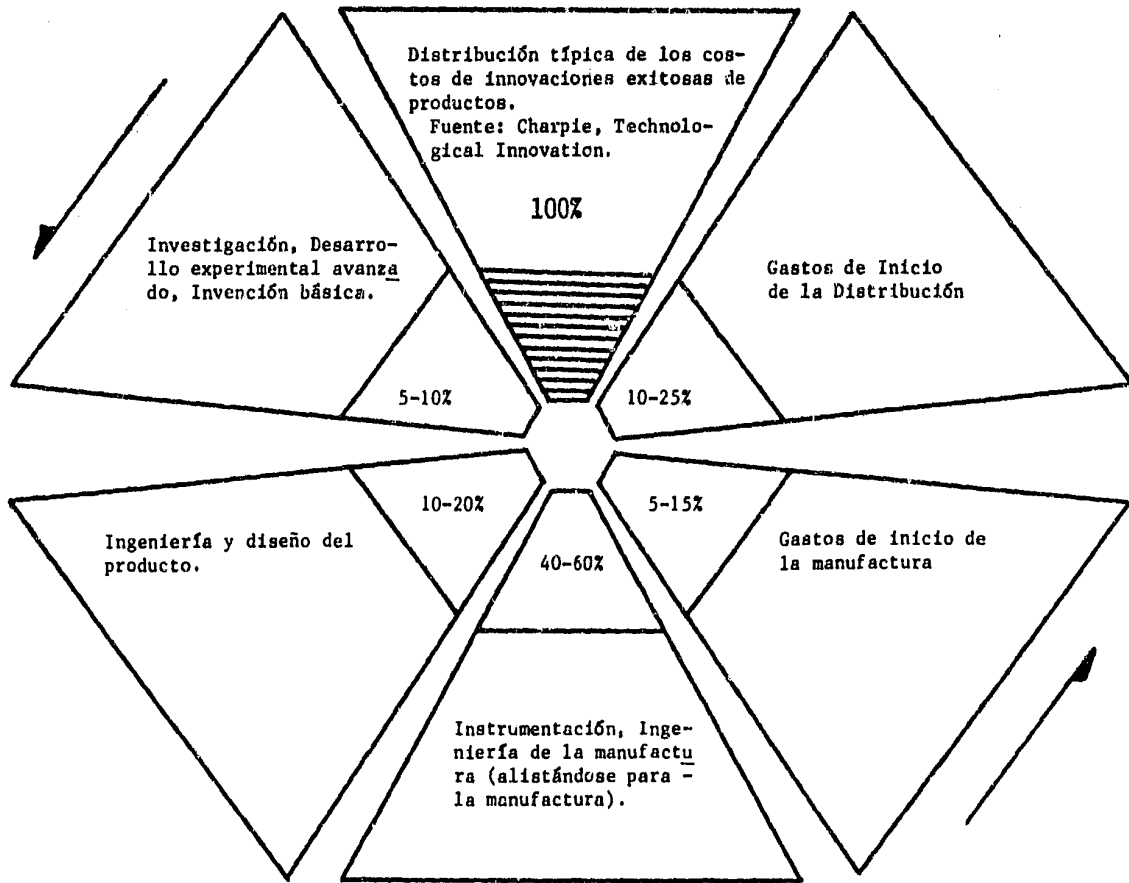 Distribución típica de los cos-
tos de innovaciones exitosas de
productos.
Fuente: Charpie, Technolo-
gical Innovation.
100%
Investigación, Desarro-
llo experimental avanza
do, Invención básica.
5-10%
Ingeniería y diseño del
producto.
10-20%
Instrumentación, Inge-
niería de la manufactu
ra (alistándose para -
la manufactura).
40-60%
Gastos de inicio de
la manufactura
5-15%
Gastos de Inicio
de la Distribución
10-25%